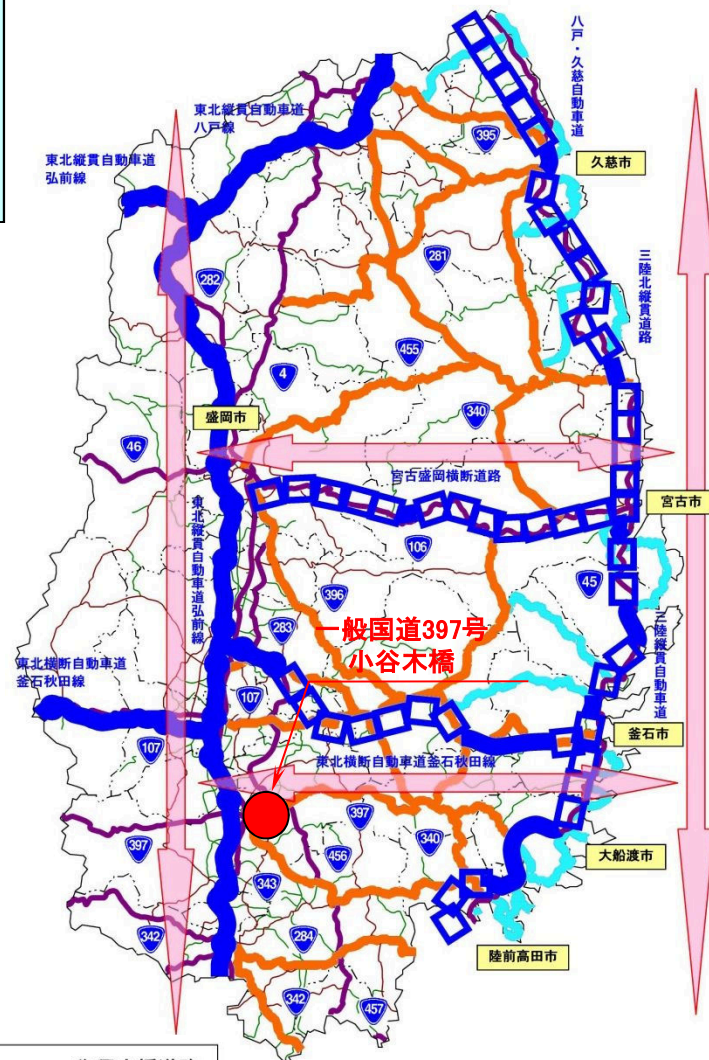 八戸・久慈自動車道
東北縦貫自動車道
八戸線
395
東北縦貫自動車道
弘前線
久慈市
282
281
三陸北縦貫道路
455
4
盛岡市
340
46
宮古盛岡横断道路
宮古市
東北縦貫自動車道弘前線
106
45
396
三陸縦貫自動車道
283
一般国道397号
小谷木橋
東北横断自動車道
釜石秋田線
107
107
釜石市
東北横断自動車道釜石秋田線
397
397
340
456
大船渡市
343
342
284
陸前高田市
342
457